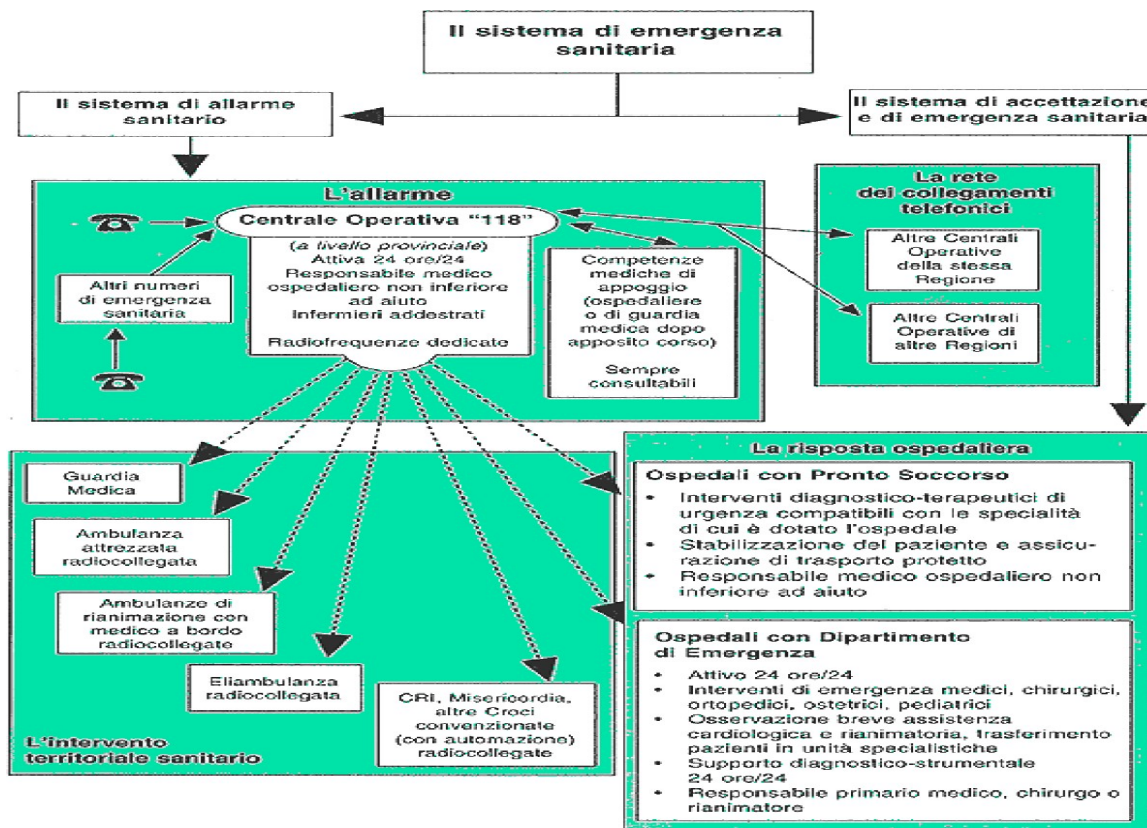 Il sistema di emergenza
sanitaria
Il sistema di allarme
sanitario
Il sistema di accettazione
e di emergenza sanitaria
L'allarme
Centrale Operativa "118"
(a livello provinciale)
Attiva 24 ore/24
Responsabile medico
ospedaliero non inferiore
ad aiuto
Infermieri addestrati
Radiofrequenze dedicate
Altri numeri
di emergenza
sanitaria
Competenze
mediche di
appoggio
(ospedaliere
o di guardia
medica dopo
apposito corso)
Sempre
consultabili
La rete
dei collegamenti
telefonici
Altre Centrali
Operative
della stessa
Regione
Altre Centrali
Operative di
altre Regioni
Guardia
Medica
Ambulanza
attrezzata
radiocollegata
Ambulanze di
rianimazione con
medico a bordo
radiocollegate
Eliambulanza
radiocollegata
CRI, Misericordia,
altre Croci
convenzionate
(con automazione)
radiocollegate
L'intervento
territoriale sanitario
La risposta ospedaliera
Ospedali con Pronto Soccorso
• Interventi diagnostico-terapeutici di
urgenza compatibili con le specialità
di cui è dotato l'ospedale
• Stabilizzazione del paziente e assicu-
razione di trasporto protetto
• Responsabile medico ospedaliero non
inferiore ad aiuto
Ospedali con Dipartimento
di Emergenza
• Attivo 24 ore/24
• Interventi di emergenza medici, chirurgici,
ortopedici, ostetrici, pediatrici
• Osservazione breve assistenza
cardiologica e rianimatoria, trasferimento
pazienti in unità specialistiche
• Supporto diagnostico-strumentale
24 ore/24
• Responsabile primario medico, chirurgo o
rianimatore